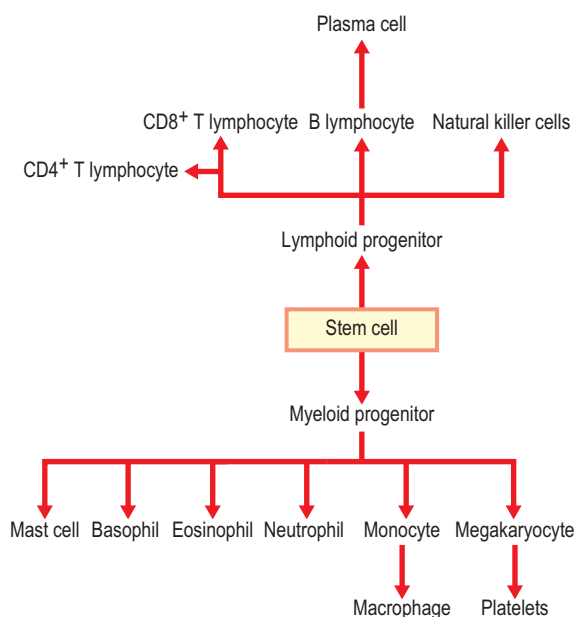 Plasma cell
CD8+ T lymphocyte B lymphocyte Natural killer cells
CD4+ T lymphocyte
Lymphoid progenitor
Stem cell
Myeloid progenitor
Mast cell Basophil Eosinophil Neutrophil Monocyte Megakaryocyte
Macrophage Platelets